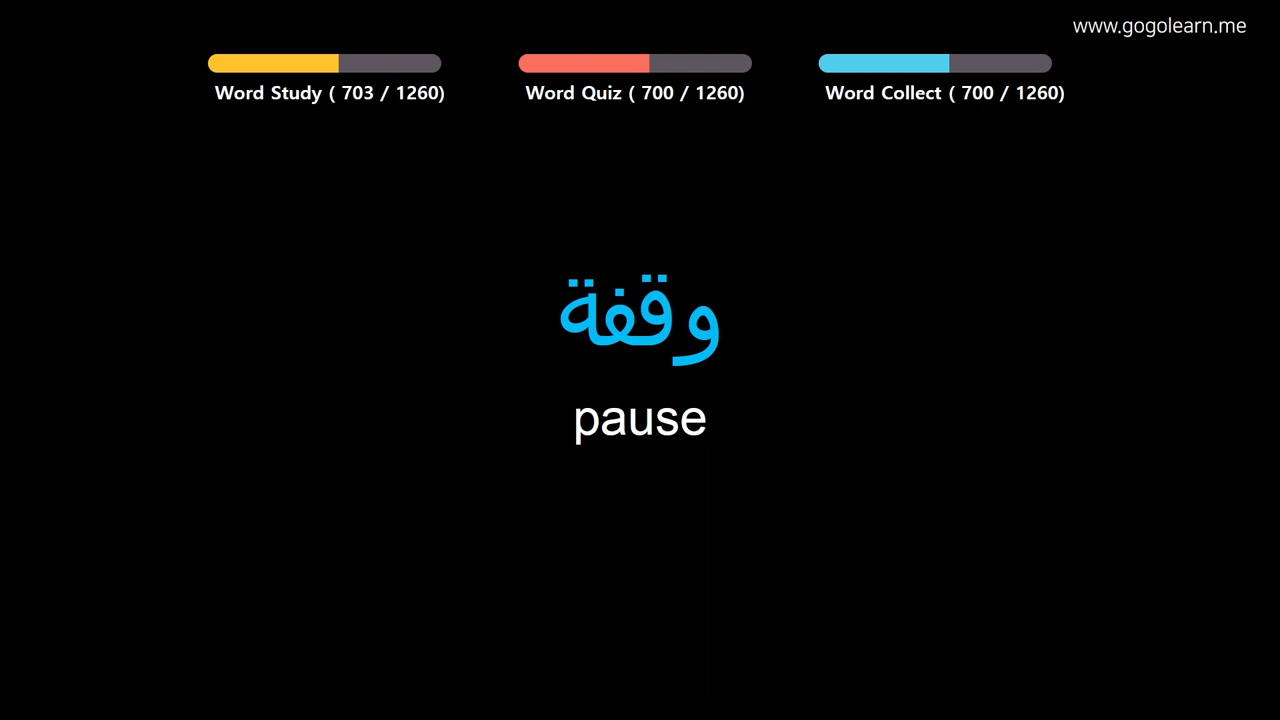 www.gogolearn.me
Word Study ( 703 / 1260)
Word Quiz ( 700 / 1260)
Word Collect ( 700 / 1260)
وقفة
pause